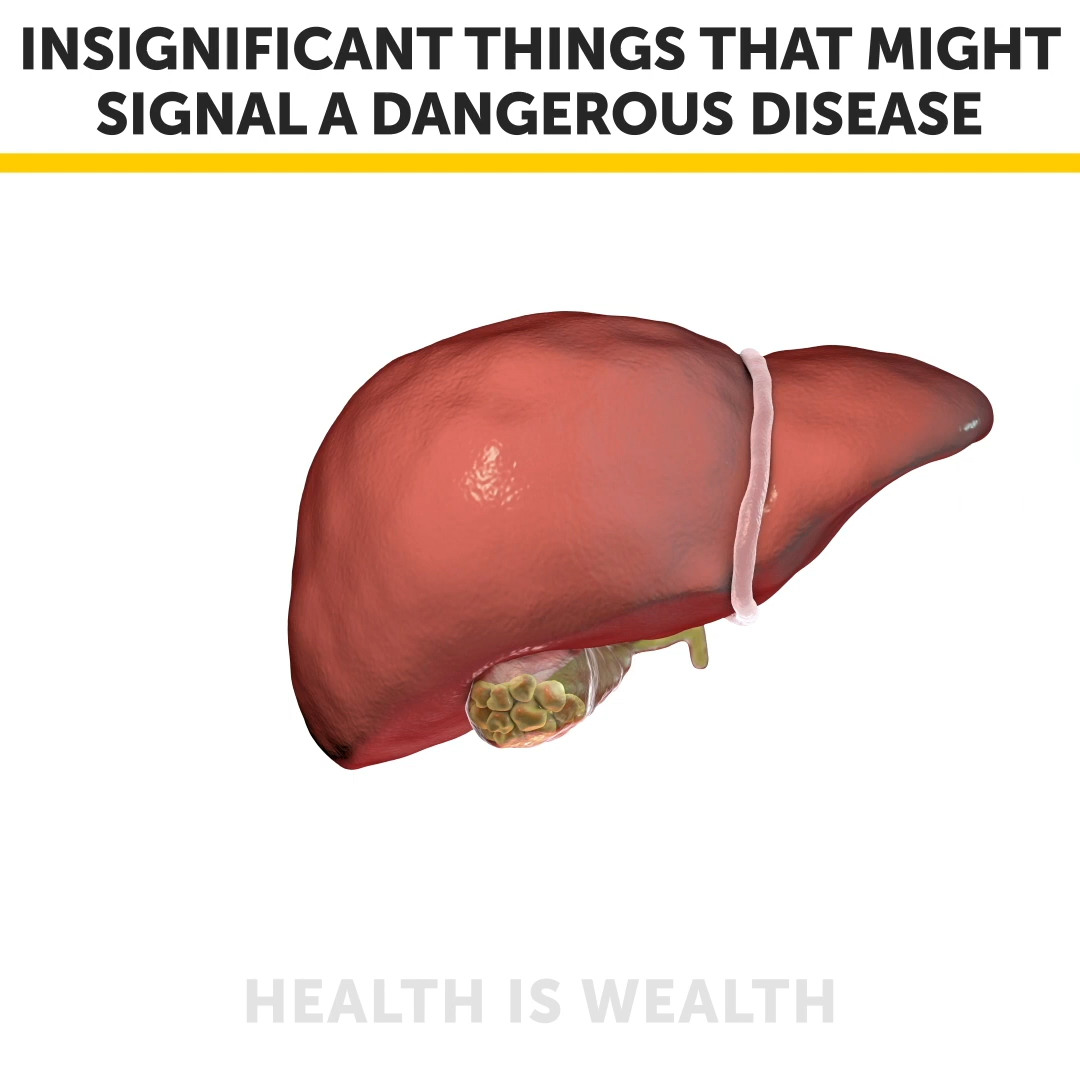 INSIGNIFICANT THINGS THAT MIGHT
SIGNAL A DANGEROUS DISEASE
HEALTH IS WEALTH